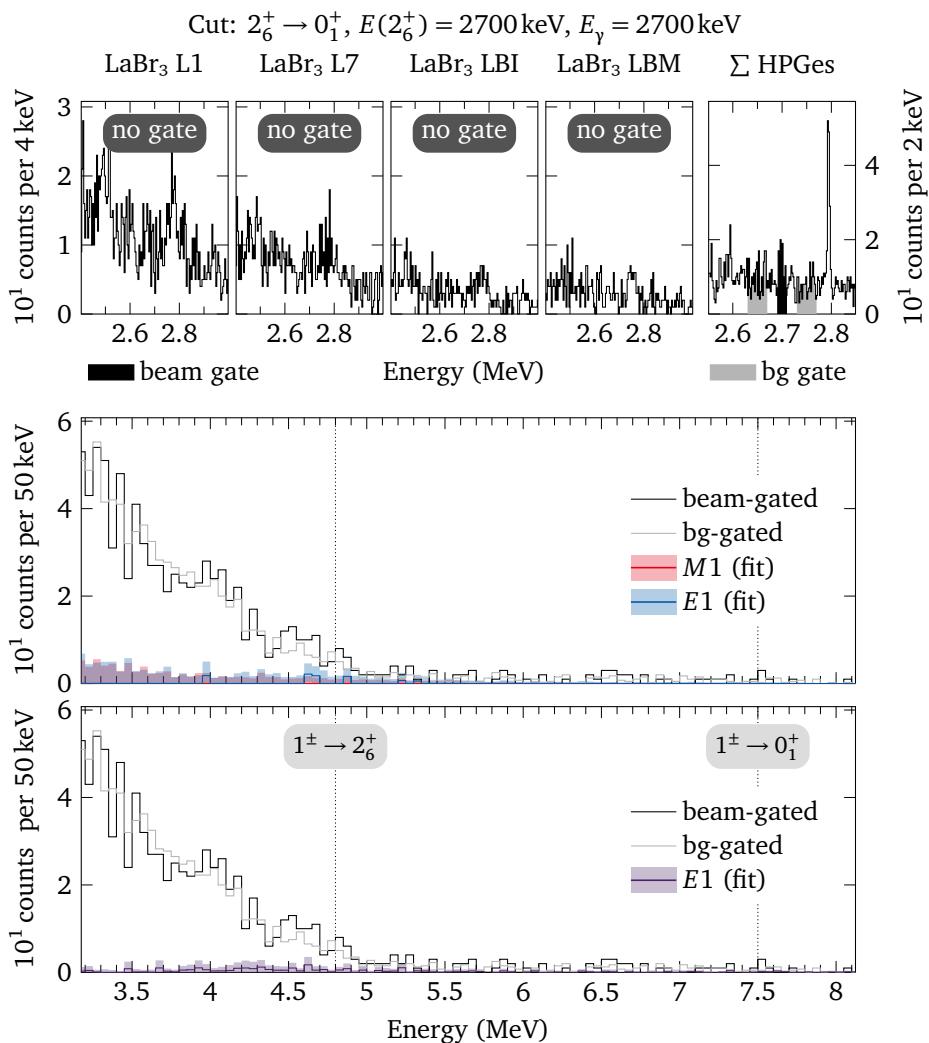 Cut: 2₆⁺ → 0₁⁺, E(2₆⁺) = 2700 keV, Eγ = 2700 keV
LaBr₃ L1 LaBr₃ L7 LaBr₃ LBI LaBr₃ LBM ∑ HPGes
no gate no gate no gate no gate
10¹ counts per 4 keV
3
2
1
0
10¹ counts per 2 keV
4
2
0
2.6 2.8 2.6 2.8 2.6 2.8 2.6 2.8 2.6 2.7 2.8
beam gate Energy (MeV) bg gate
10¹ counts per 50 keV
6
4
2
0
beam-gated
bg-gated
M1 (fit)
E1 (fit)
10¹ counts per 50 keV
6
4
2
0
1± → 2₆⁺ 1± → 0₁⁺
beam-gated
bg-gated
E1 (fit)
3.5 4 4.5 5 5.5 6 6.5 7 7.5 8
Energy (MeV)